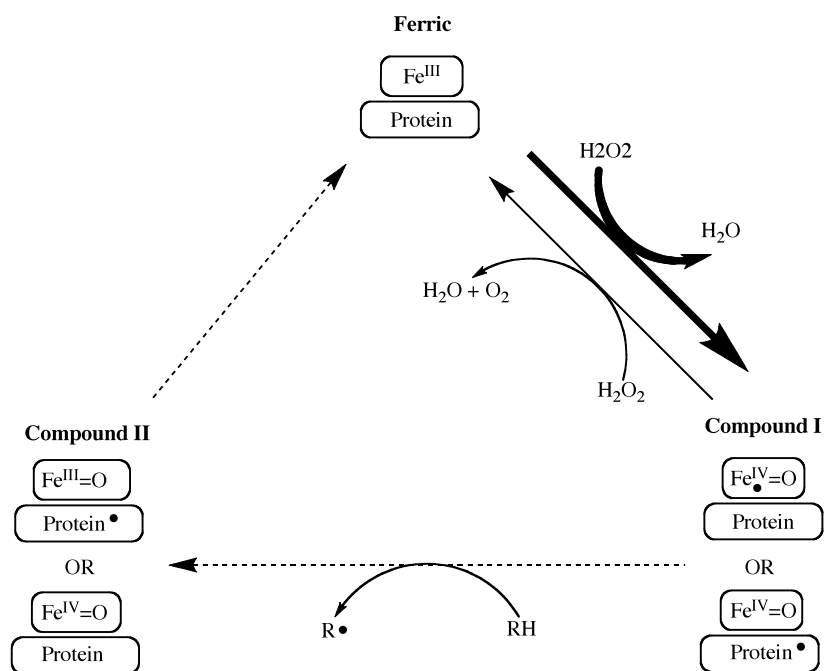 Ferric
Fe^III
Protein
H2O2
H₂O
H₂O + O₂
H₂O₂
Compound II
Compound I
Fe^III=O
Protein •
OR
Fe^IV=O
Protein
Fe^IV=O
•
Protein
OR
Fe^IV=O
Protein •
R •
RH